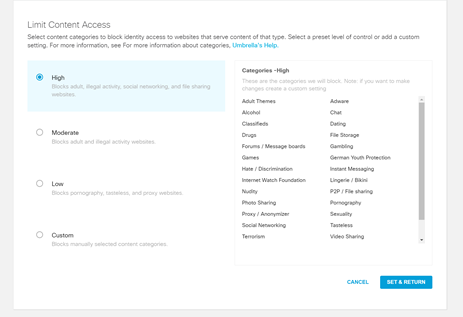 Limit Content Access
Select content categories to block identity access to websites that serve content of that type. Select a preset level of control or add a custom
setting. For more information, see For more information about categories, Umbrella's Help.
High
Blocks adult, illegal activity, social networking, and file sharing
websites.
Moderate
Blocks adult and illegal activity websites.
Low
Blocks pornography, tasteless, and proxy websites.
Custom
Blocks manually selected content categories.
Categories -High
These are the categories we will block. Note: if you want to make
changes create a custom setting
Adult Themes Adware
Alcohol Chat
Classifieds Dating
Drugs File Storage
Forums / Message boards Gambling
Games German Youth Protection
Hate / Discrimination Instant Messaging
Internet Watch Foundation Lingerie / Bikini
Nudity P2P / File sharing
Photo Sharing Pornography
Proxy / Anonymizer Sexuality
Social Networking Tasteless
Terrorism Video Sharing
CANCEL SET & RETURN